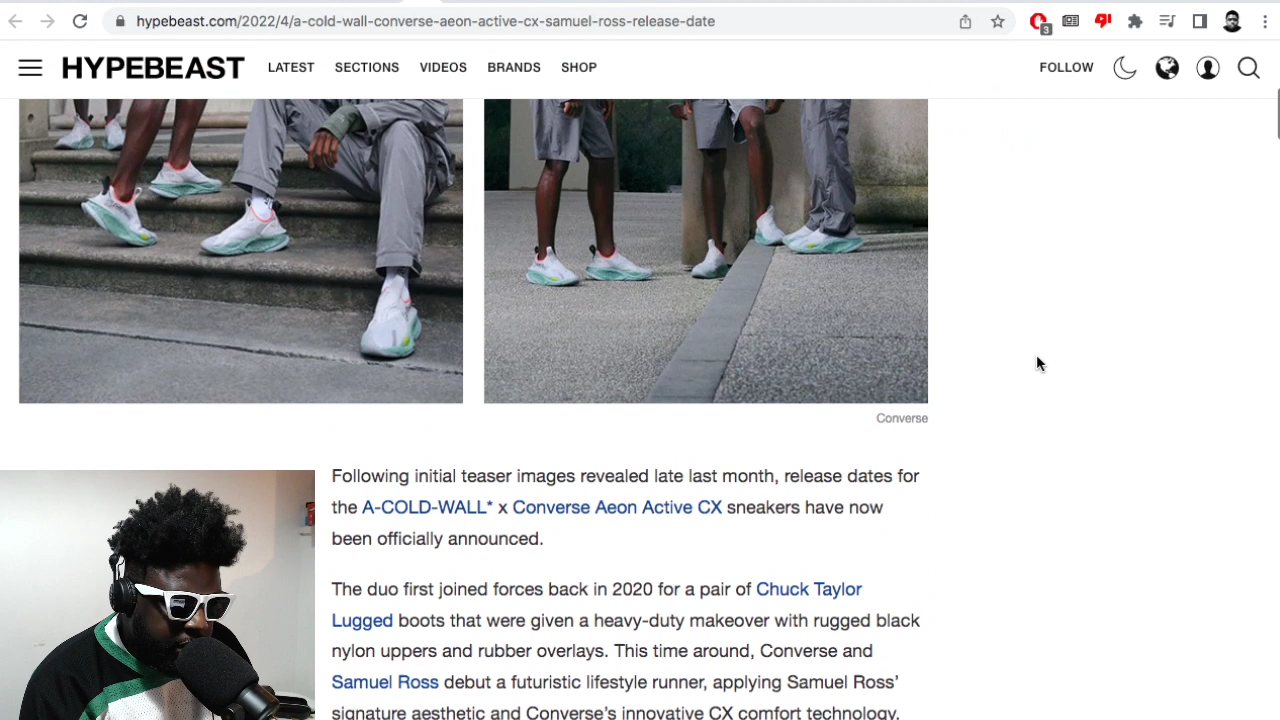 hypebeast.com/2022/4/a-cold-wall-converse-aeon-active-cx-samuel-ross-release-date
3
HYPEBEAST LATEST SECTIONS VIDEOS BRANDS SHOP FOLLOW
Converse
Following initial teaser images revealed late last month, release dates for
the A-COLD-WALL* x Converse Aeon Active CX sneakers have now
been officially announced.
The duo first joined forces back in 2020 for a pair of Chuck Taylor
Lugged boots that were given a heavy-duty makeover with rugged black
nylon uppers and rubber overlays. This time around, Converse and
Samuel Ross debut a futuristic lifestyle runner, applying Samuel Ross’
signature aesthetic and Converse’s innovative CX comfort technology.